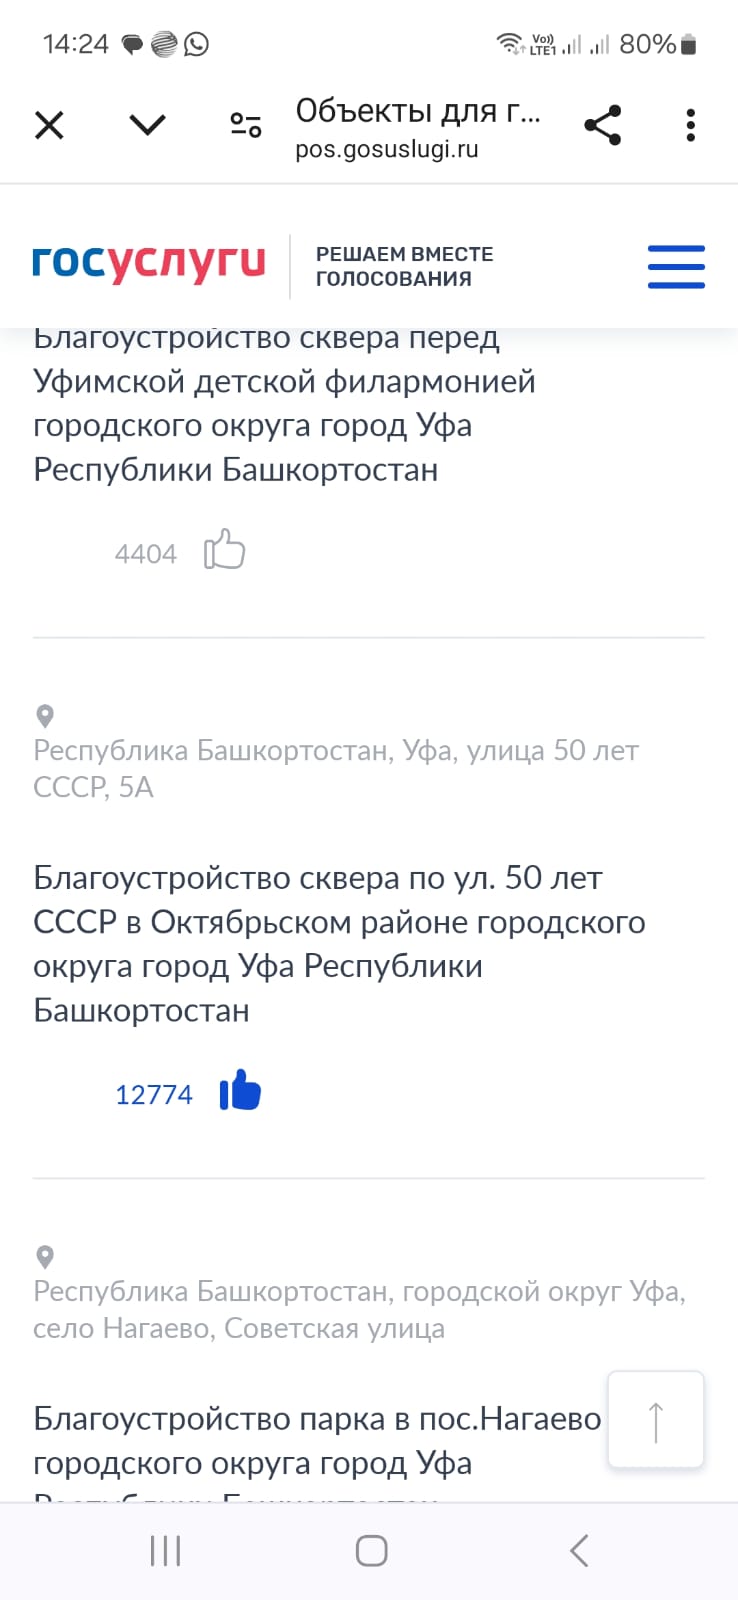 14:24
Vo)) LTE1 80%
Объекты для г...
pos.gosuslugi.ru
госуслуги
РЕШАЕМ ВМЕСТЕ
ГОЛОСОВАНИЯ
Благоустройство сквера перед
Уфимской детской филармонией
городского округа город Уфа
Республики Башкортостан
4404
Республика Башкортостан, Уфа, улица 50 лет
СССР, 5А
Благоустройство сквера по ул. 50 лет
СССР в Октябрьском районе городского
округа город Уфа Республики
Башкортостан
12774
Республика Башкортостан, городской округ Уфа,
село Нагаево, Советская улица
Благоустройство парка в пос.Нагаево
городского округа город Уфа